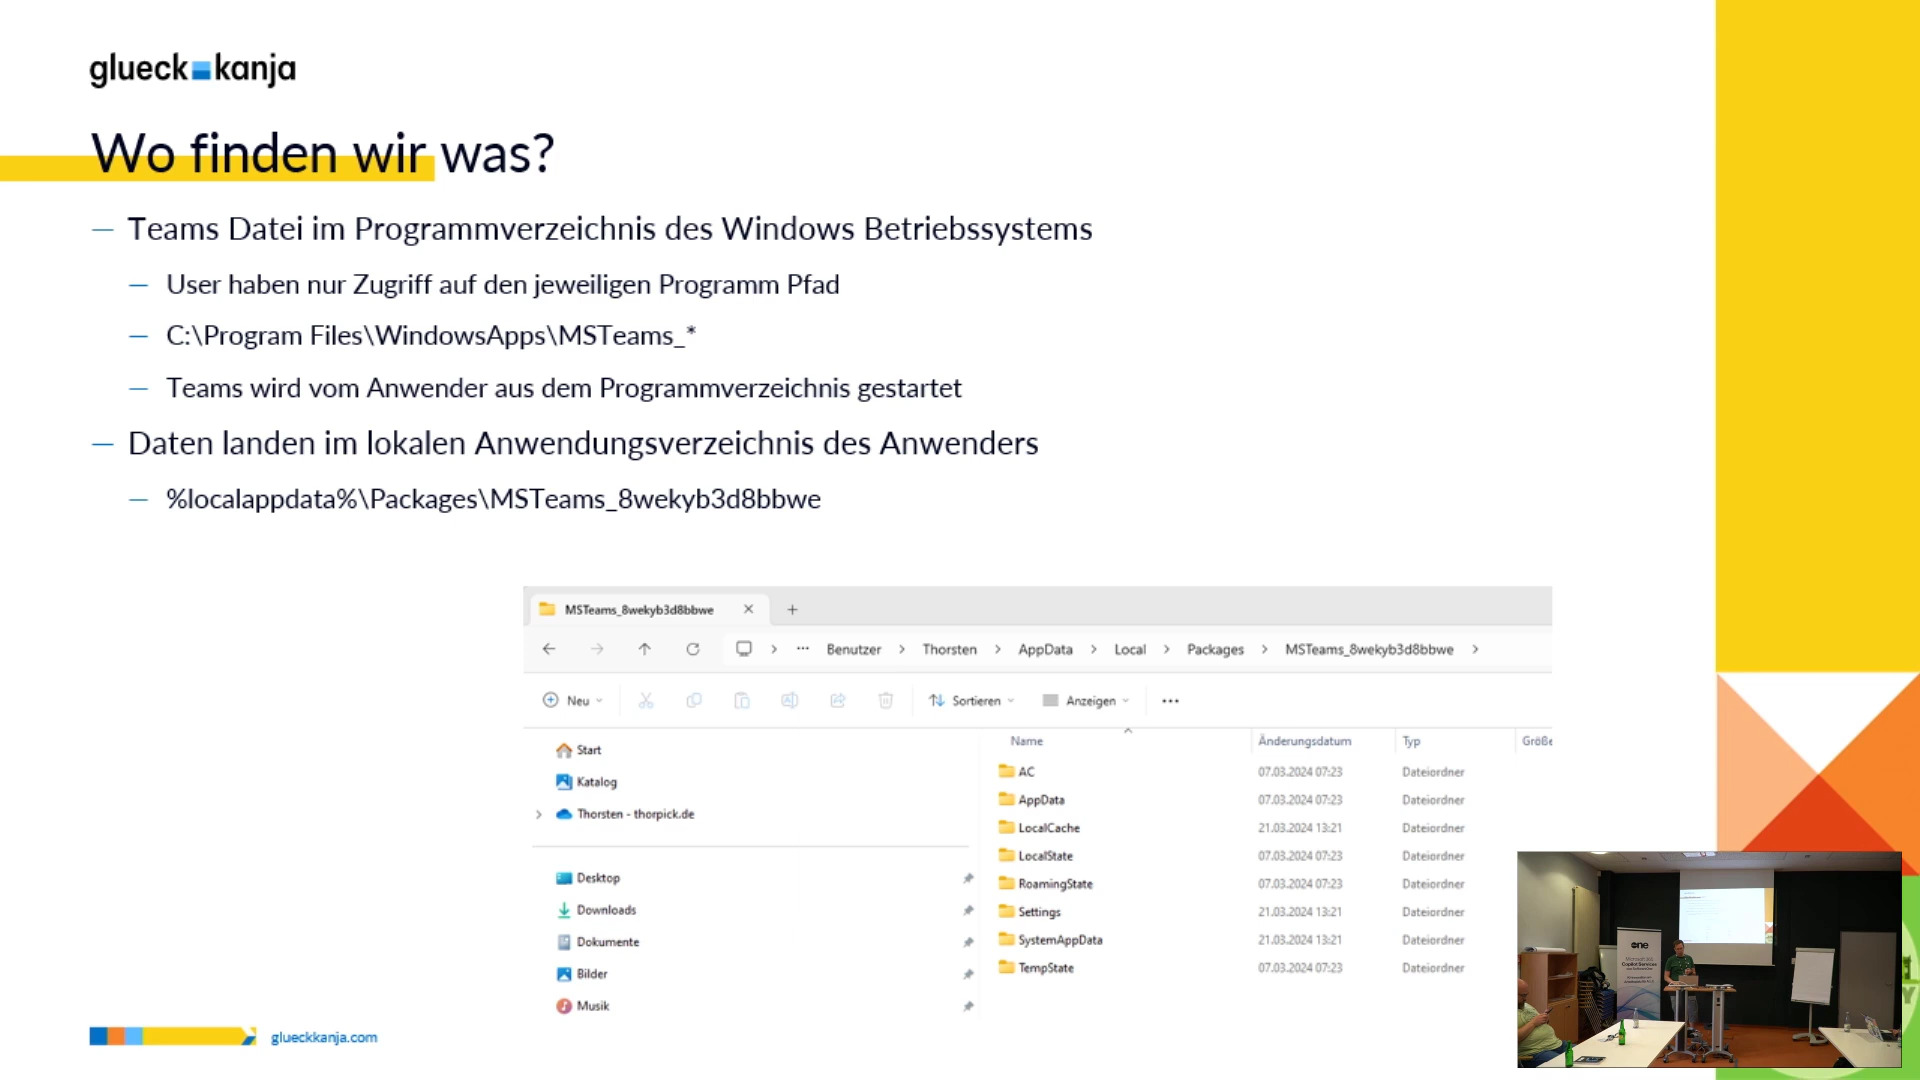 glueck kanja
Wo finden wir was?
— Teams Datei im Programmverzeichnis des Windows Betriebssystems
— User haben nur Zugriff auf den jeweiligen Programm Pfad
— C:\Program Files\WindowsApps\MSTeams_*
— Teams wird vom Anwender aus dem Programmverzeichnis gestartet
— Daten landen im lokalen Anwendungsverzeichnis des Anwenders
— %localappdata%\Packages\MSTeams_8wekyb3d8bbwe
MSTeams_8wekyb3d8bbwe
Benutzer > Thorsten > AppData > Local > Packages > MSTeams_8wekyb3d8bbwe >
Neu Sortieren Anzeigen
Start
Katalog
Thorsten - thorpick.de
Desktop
Downloads
Dokumente
Bilder
Musik
Name Änderungsdatum Typ Größe
AC 07.03.2024 07:23 Dateiordner
AppData 07.03.2024 07:23 Dateiordner
LocalCache 21.03.2024 13:21 Dateiordner
LocalState 07.03.2024 07:23 Dateiordner
RoamingState 07.03.2024 07:23 Dateiordner
Settings 21.03.2024 13:21 Dateiordner
SystemAppData 21.03.2024 13:21 Dateiordner
TempState 07.03.2024 07:23 Dateiordner
one
Microsoft 365
Copilot Services
glueckkanja.com